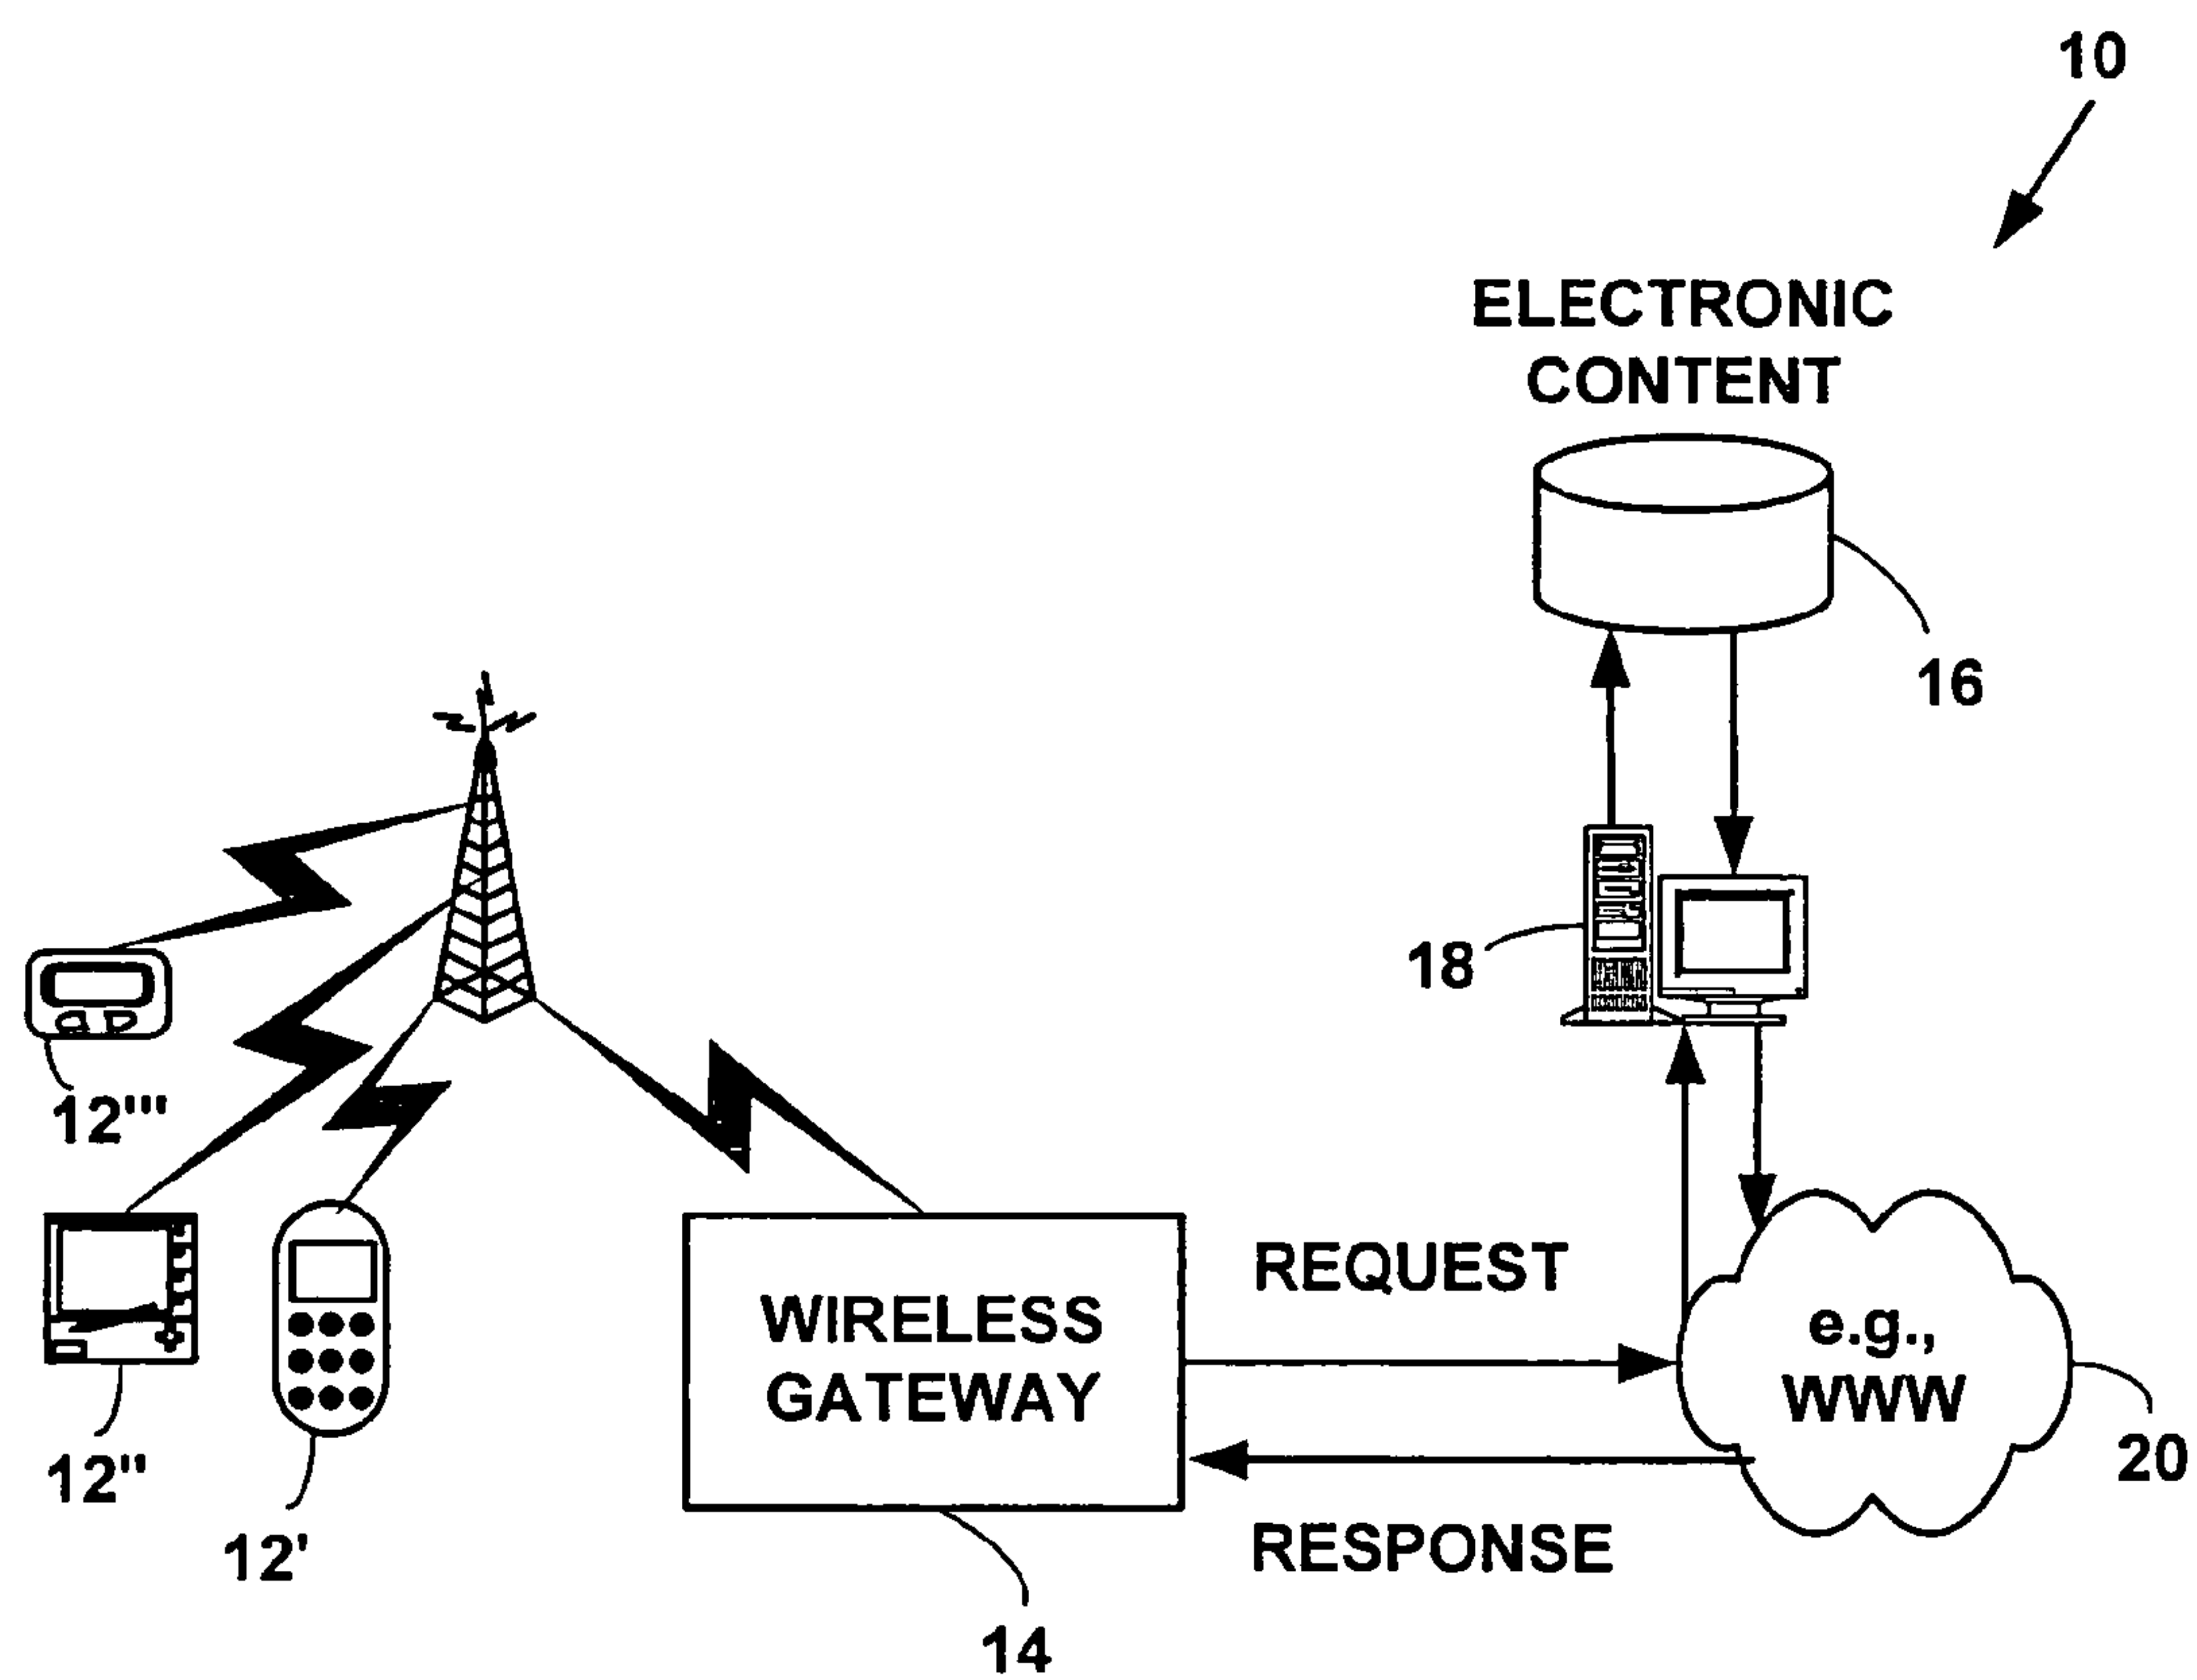 10
ELECTRONIC
CONTENT
16
18
12'''
12''
12'
WIRELESS
GATEWAY
14
REQUEST
RESPONSE
e.g.,
WWW
20